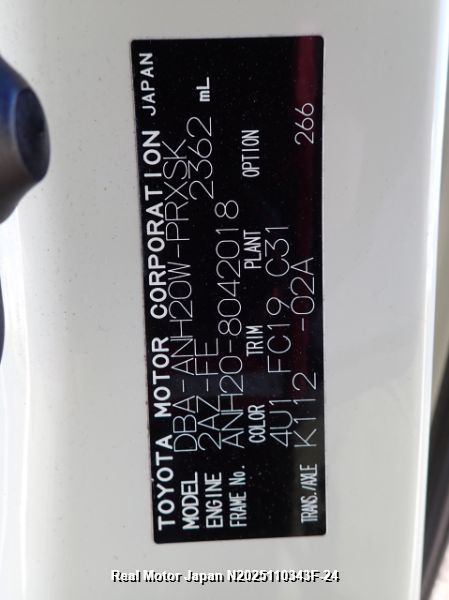 TOYOTA MOTOR CORPORATION JAPAN
MODEL DBA-ANH20W-PRXSK
ENGINE 2AZ-FE 2362 mL
FRAME No. ANH20-8042018
COLOR TRIM PLANT OPTION
4U1 FC19 C31
TRANS./AXLE K112 -02A 266
Real Motor Japan N2025110343F-24